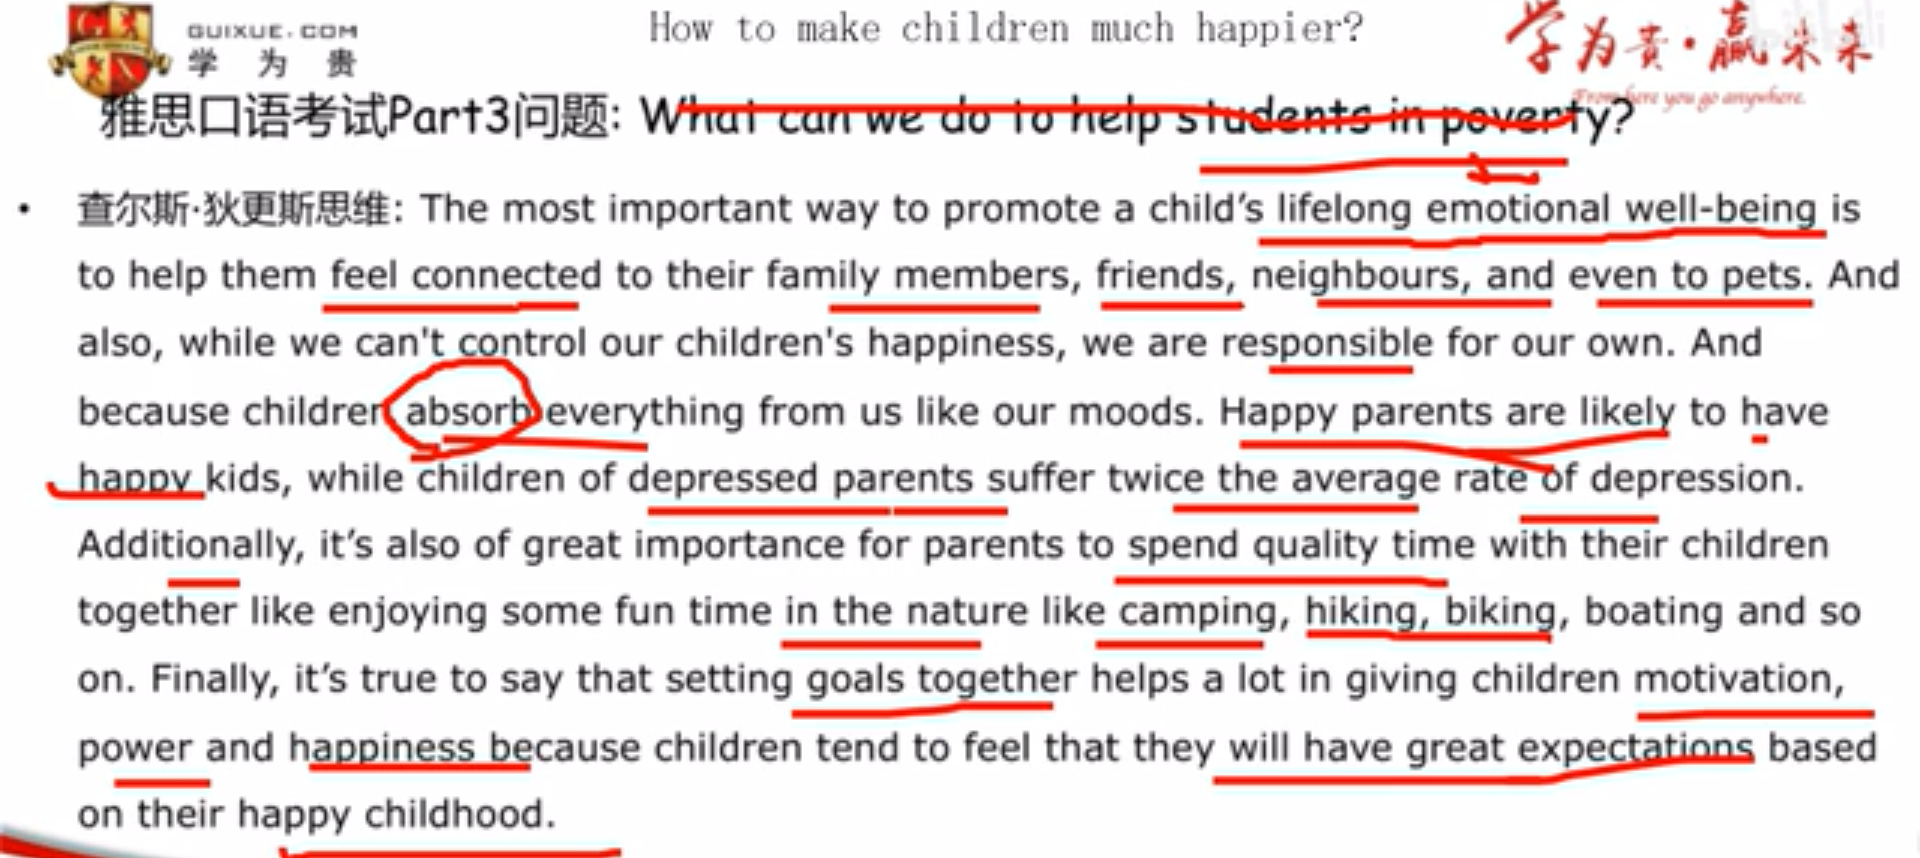 GUIXUE.COM
学为贵
How to make children much happier?
学为贵·赢未来
From here you go anywhere.
雅思口语考试Part3问题: What can we do to help students in poverty?
• 查尔斯·狄更斯思维: The most important way to promote a child's lifelong emotional well-being is
to help them feel connected to their family members, friends, neighbours, and even to pets. And
also, while we can't control our children's happiness, we are responsible for our own. And
because children absorb everything from us like our moods. Happy parents are likely to have
happy kids, while children of depressed parents suffer twice the average rate of depression.
Additionally, it's also of great importance for parents to spend quality time with their children
together like enjoying some fun time in the nature like camping, hiking, biking, boating and so
on. Finally, it's true to say that setting goals together helps a lot in giving children motivation,
power and happiness because children tend to feel that they will have great expectations based
on their happy childhood.